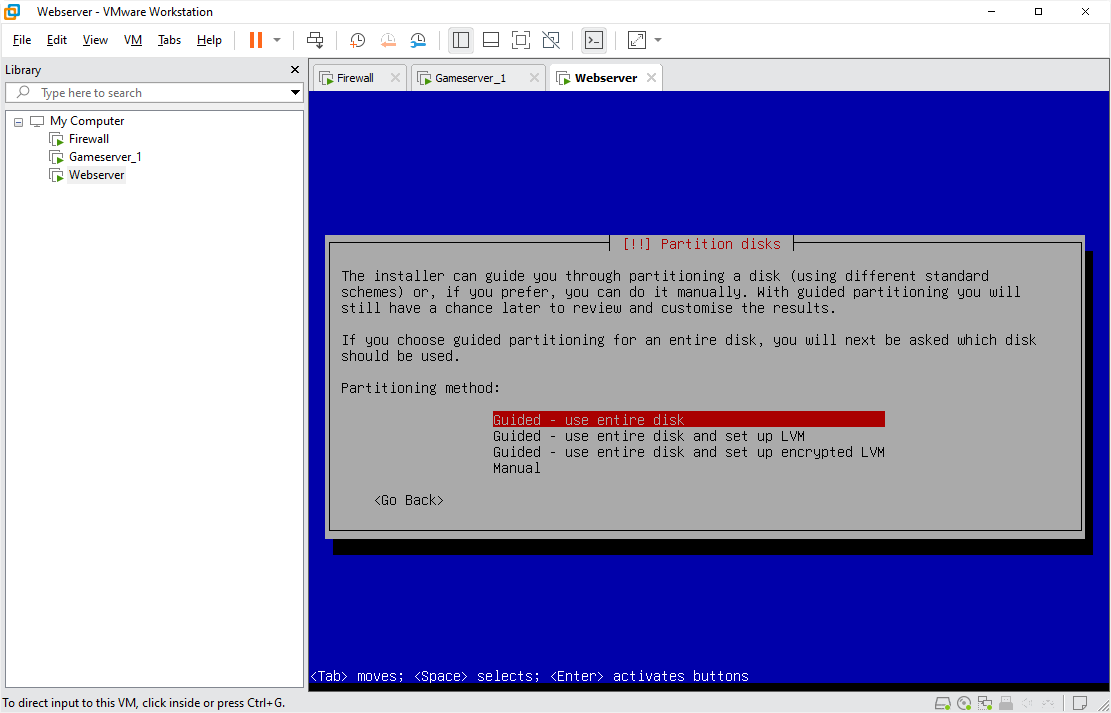 Webserver - VMware Workstation
File Edit View VM Tabs Help
Library
Type here to search
My Computer
Firewall
Gameserver_1
Webserver
Firewall Gameserver_1 Webserver
[!!] Partition disks
The installer can guide you through partitioning a disk (using different standard
schemes) or, if you prefer, you can do it manually. With guided partitioning you will
still have a chance later to review and customise the results.
If you choose guided partitioning for an entire disk, you will next be asked which disk
should be used.
Partitioning method:
Guided - use entire disk
Guided - use entire disk and set up LVM
Guided - use entire disk and set up encrypted LVM
Manual
<Go Back>
<Tab> moves; <Space> selects; <Enter> activates buttons
To direct input to this VM, click inside or press Ctrl+G.